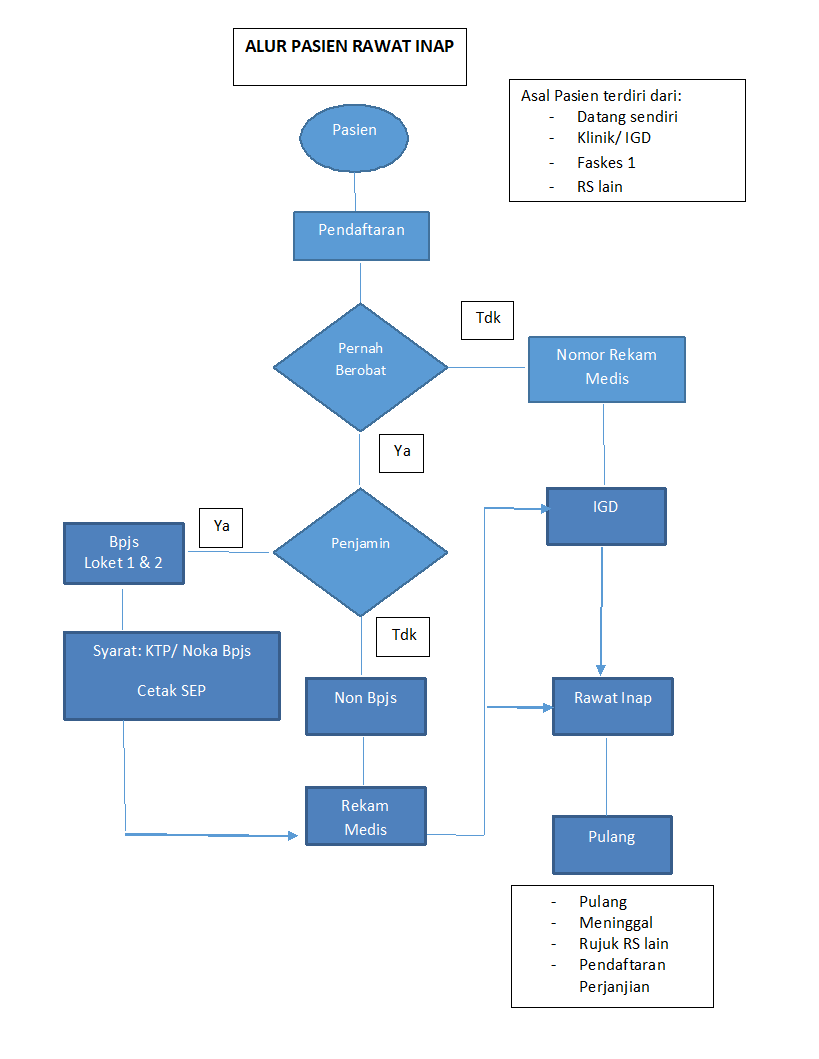 ALUR PASIEN RAWAT INAP
Asal Pasien terdiri dari:
- Datang sendiri
- Klinik/ IGD
- Faskes 1
- RS lain
Pasien
Pendaftaran
Tdk
Pernah
Berobat
Nomor Rekam
Medis
Ya
IGD
Ya
Penjamin
Bpjs
Loket 1 & 2
Tdk
Syarat: KTP/ Noka Bpjs
Cetak SEP
Non Bpjs
Rawat Inap
Rekam
Medis
Pulang
- Pulang
- Meninggal
- Rujuk RS lain
- Pendaftaran
Perjanjian